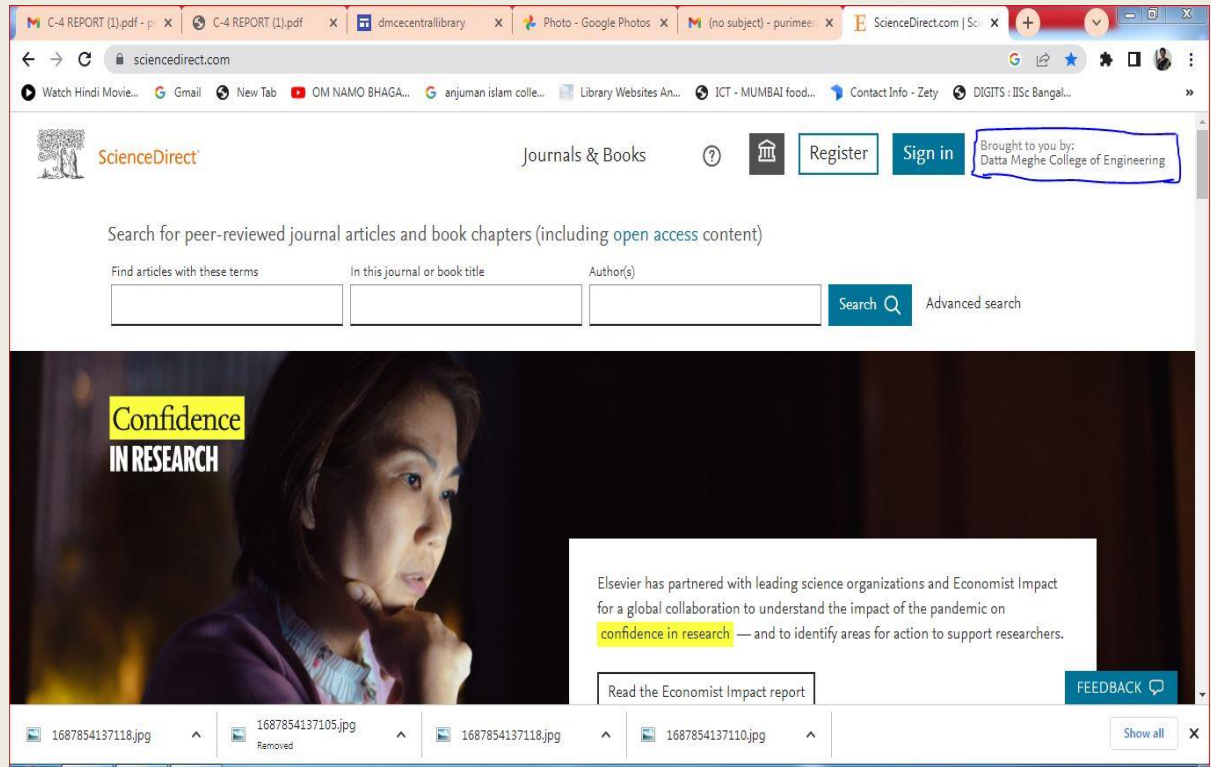 C-4 REPORT (1).pdf - p
C-4 REPORT (1).pdf
dmcecentrallibrary
Photo - Google Photos
(no subject) - purimeer
ScienceDirect.com | Sci
sciencedirect.com
Watch Hindi Movie...
Gmail
New Tab
OM NAMO BHAGA...
anjuman islam colle...
Library Websites An...
ICT - MUMBAI food...
Contact Info - Zety
DIGITS : IISc Bangal...
»
ScienceDirect
Journals & Books
?
Register
Sign in
Brought to you by:
Datta Meghe College of Engineering
Search for peer-reviewed journal articles and book chapters (including open access content)
Find articles with these terms
In this journal or book title
Author(s)
Search
Advanced search
Confidence
IN RESEARCH
Elsevier has partnered with leading science organizations and Economist Impact
for a global collaboration to understand the impact of the pandemic on
confidence in research — and to identify areas for action to support researchers.
Read the Economist Impact report
FEEDBACK
1687854137118.jpg
1687854137105.jpg
Removed
1687854137118.jpg
1687854137110.jpg
Show all
X